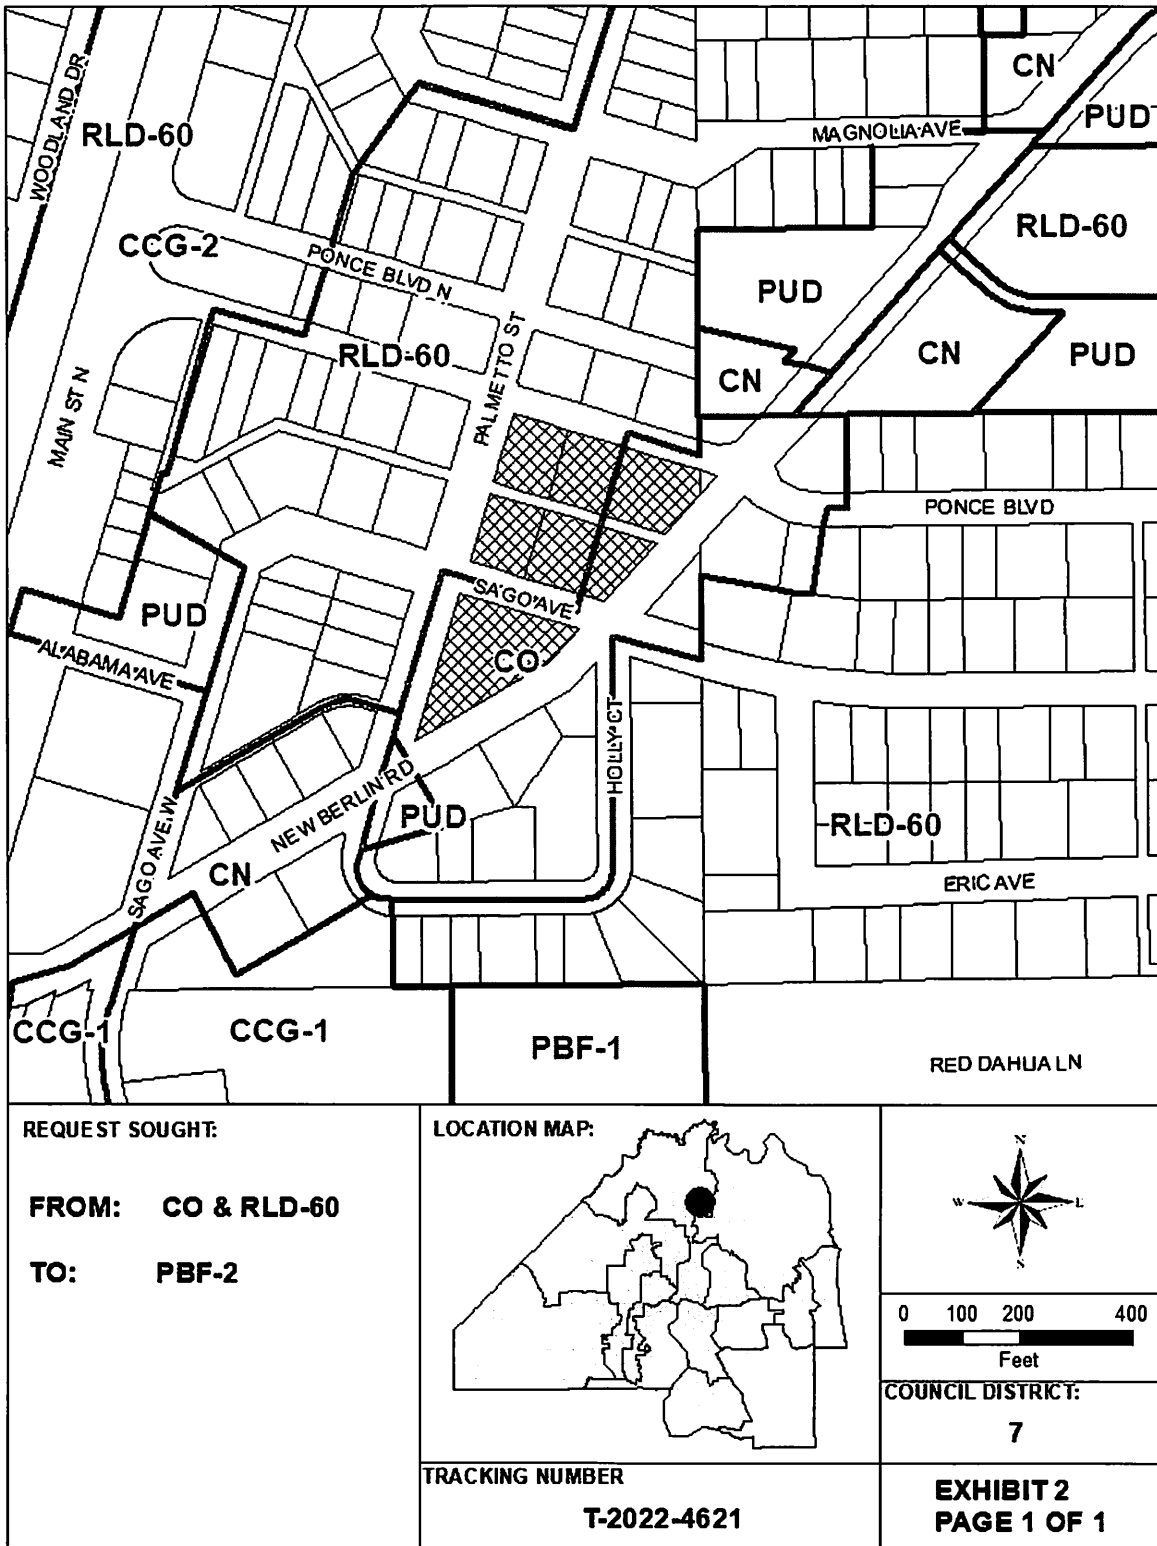 CN
PUD
WOODLAND DR
RLD-60
MAGNOLIA AVE
RLD-60
CCG-2
PONCE BLVD N
PUD
PALMETTO ST
RLD-60
CN
CN
PUD
MAIN ST N
PONCE BLVD
SAGO AVE
PUD
ALABAMA AVE
CO
HOLLY CT
NEW BERLIN RD
PUD
RLD-60
SAGO AVE W
CN
ERIC AVE
CCG-1
CCG-1
PBF-1
RED DAHUA LN
REQUEST SOUGHT:
FROM: CO & RLD-60
TO: PBF-2
LOCATION MAP:
N
W E
S
0 100 200 400
Feet
COUNCIL DISTRICT:
7
TRACKING NUMBER
T-2022-4621
EXHIBIT 2
PAGE 1 OF 1